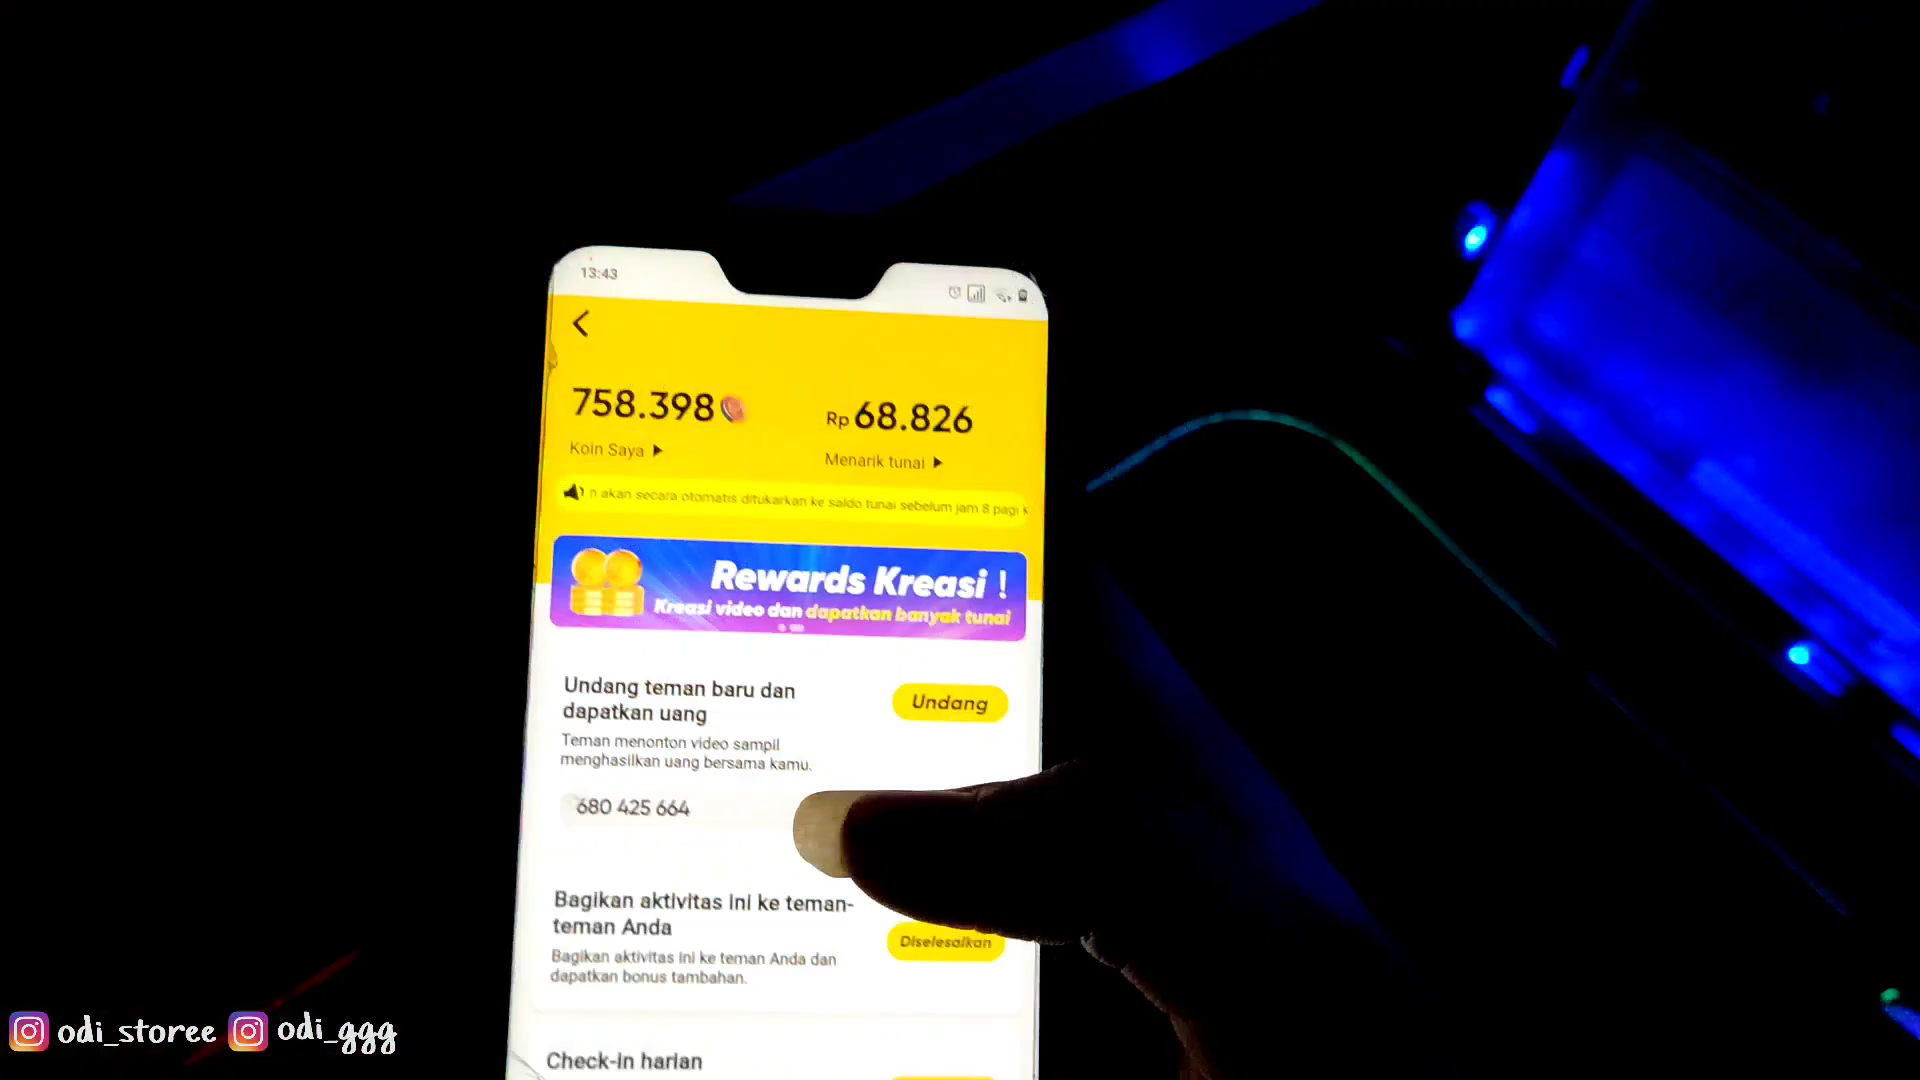 13:43
758.398
Rp 68.826
Koin Saya
Menarik tunai
n akan secara otomatis ditukarkan ke saldo tunai sebelum jam 8 pagi k
Rewards Kreasi !
Kreasi video dan dapatkan banyak tunai
Undang teman baru dan
dapatkan uang
Undang
Teman menonton video sampil
menghasilkan uang bersama kamu.
680 425 664
Bagikan aktivitas ini ke teman-
teman Anda
Diselesaikan
Bagikan aktivitas ini ke teman Anda dan
dapatkan bonus tambahan.
Check-in harian
odi_storee odi_ggg